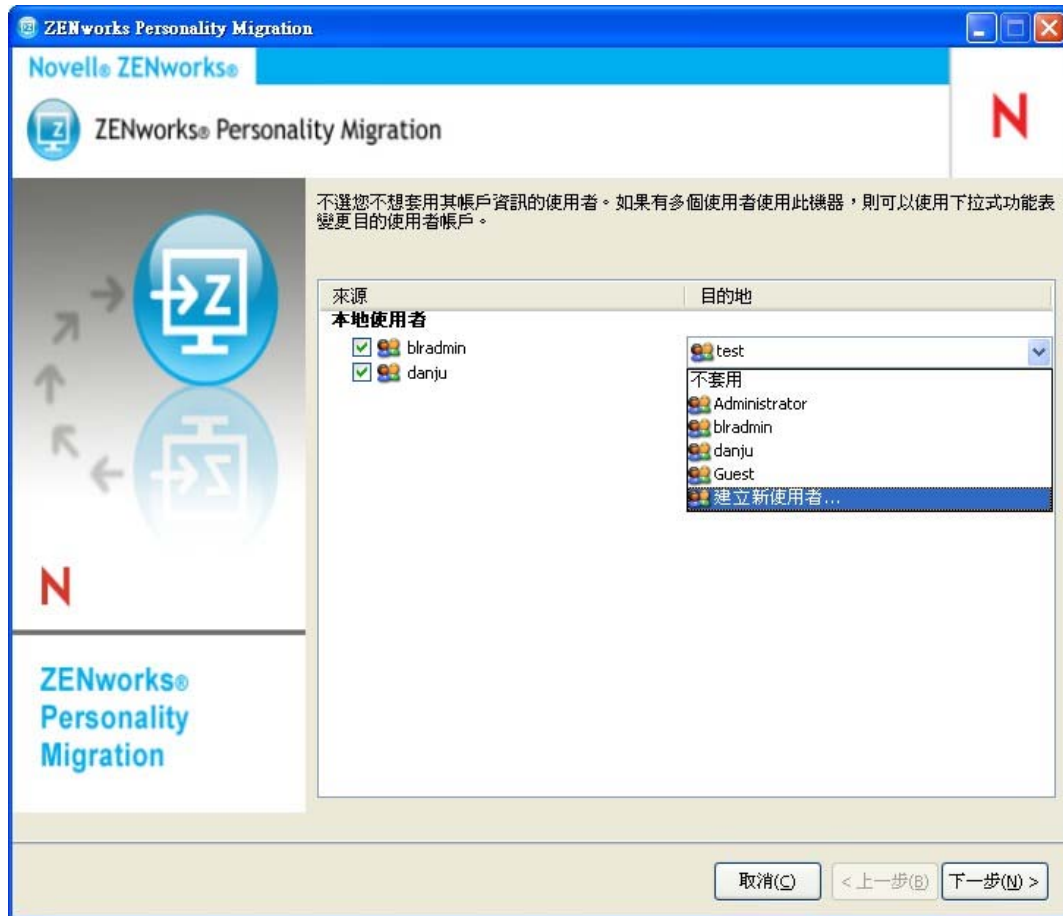 ZENworks Personality Migration
Novell® ZENworks®
ZENworks® Personality Migration
N
不選您不想套用其帳戶資訊的使用者。如果有多個使用者使用此機器，則可以使用下拉式功能表
變更目的使用者帳戶。
來源 目的地
本地使用者
blradmin test
danju 不套用
Administrator
blradmin
danju
Guest
建立新使用者...
Z
N
ZENworks®
Personality
Migration
取消(C) <上一步(B) 下一步(N) >